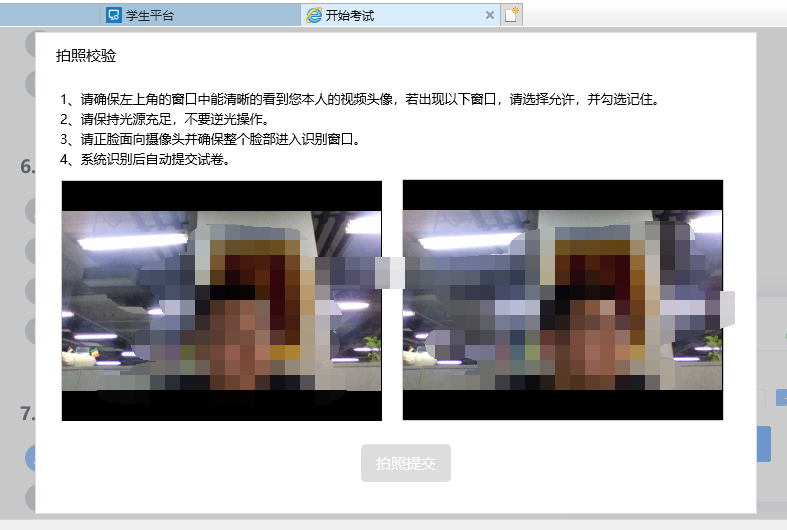 学生平台
开始考试
拍照校验
1、请确保左上角的窗口中能清晰的看到您本人的视频头像，若出现以下窗口，请选择允许，并勾选记住。
2、请保持光源充足，不要逆光操作。
3、请正脸面向摄像头并确保整个脸部进入识别窗口。
4、系统识别后自动提交试卷。
6.
7.
拍照提交